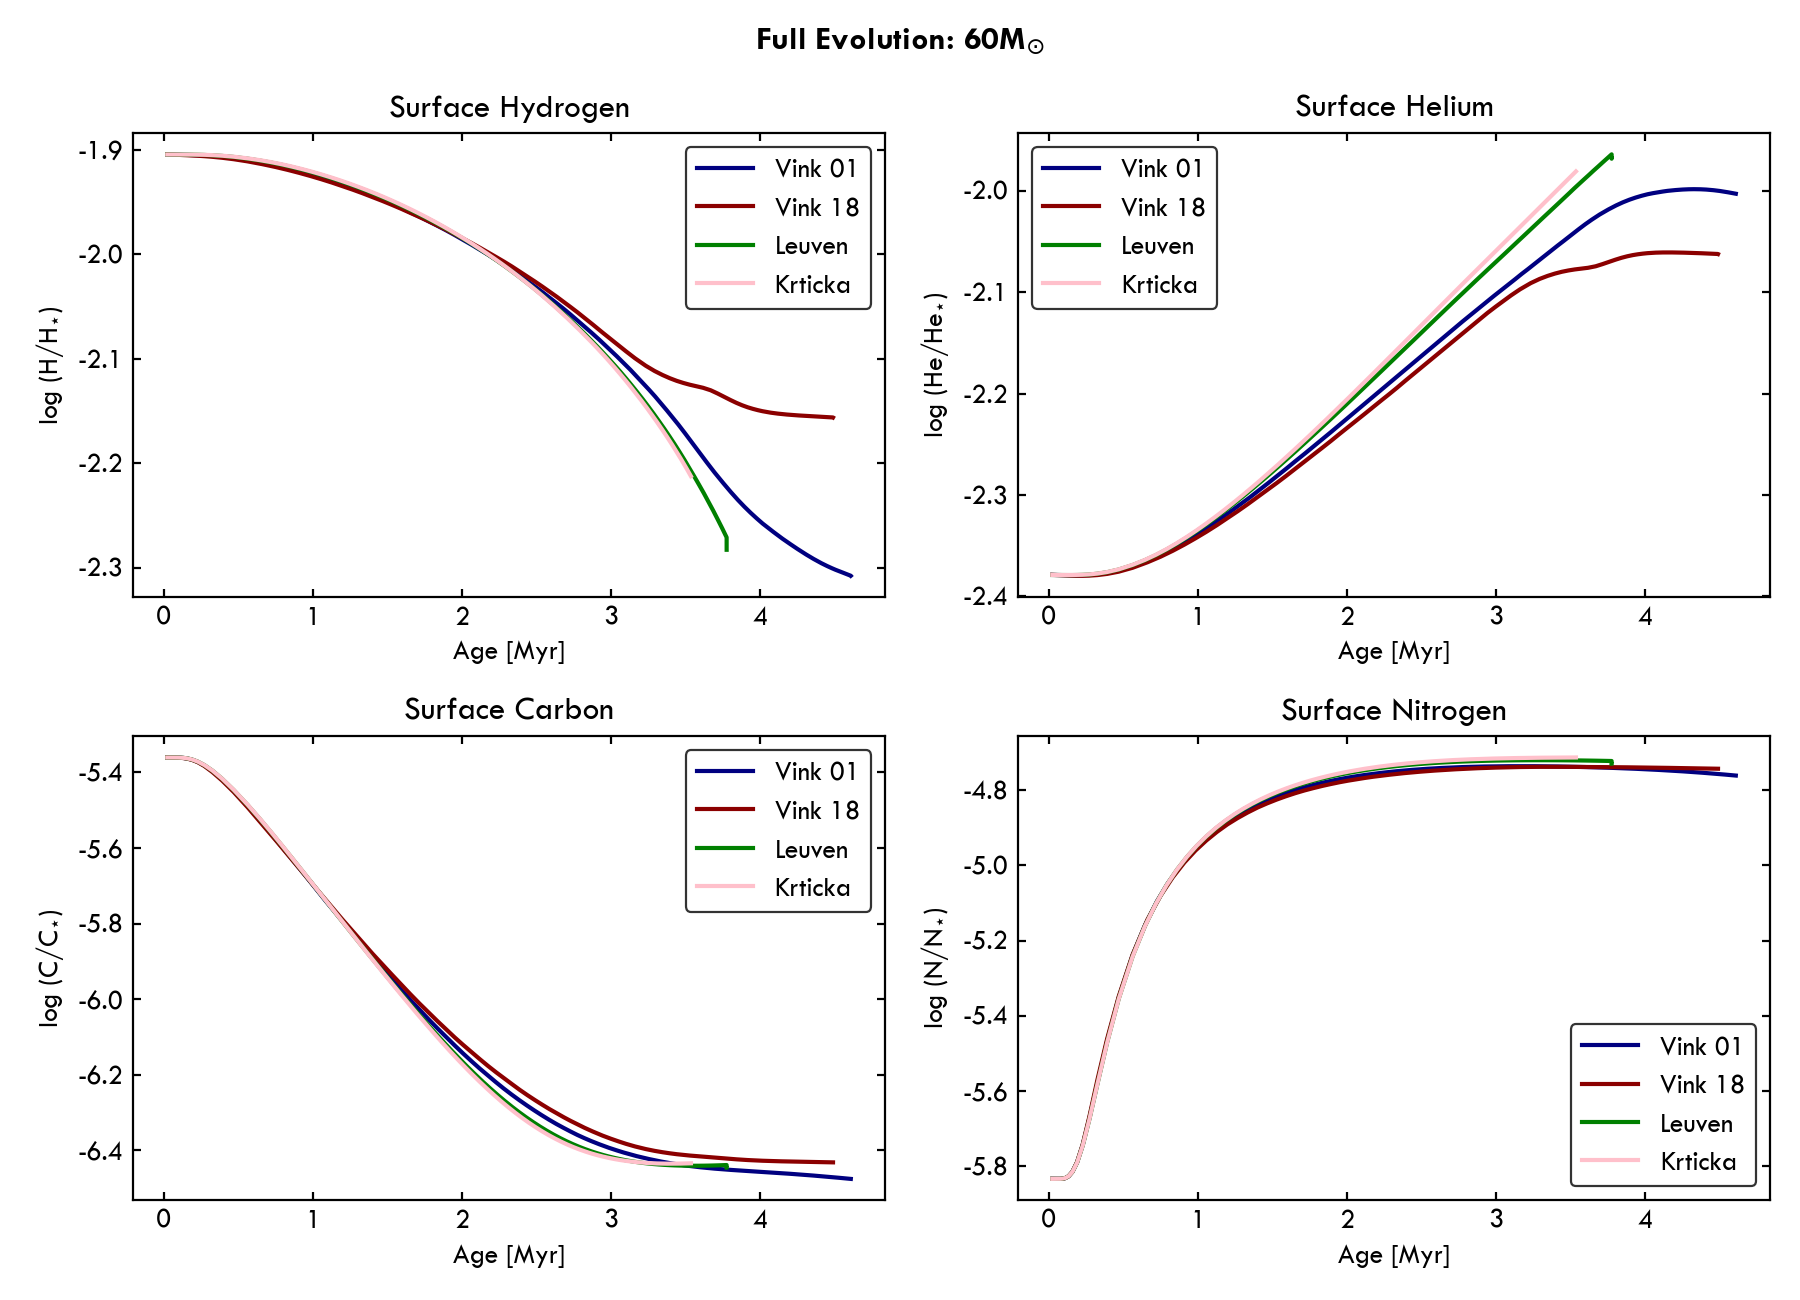 Full Evolution: 60M⊙
Surface Hydrogen
log (H/H⋆)
-1.9
-2.0
-2.1
-2.2
-2.3
0 1 2 3 4
Age [Myr]
Vink 01
Vink 18
Leuven
Krticka
Surface Helium
log (He/He⋆)
-2.0
-2.1
-2.2
-2.3
-2.4
0 1 2 3 4
Age [Myr]
Vink 01
Vink 18
Leuven
Krticka
Surface Carbon
log (C/C⋆)
-5.4
-5.6
-5.8
-6.0
-6.2
-6.4
0 1 2 3 4
Age [Myr]
Vink 01
Vink 18
Leuven
Krticka
Surface Nitrogen
log (N/N⋆)
-4.8
-5.0
-5.2
-5.4
-5.6
-5.8
0 1 2 3 4
Age [Myr]
Vink 01
Vink 18
Leuven
Krticka